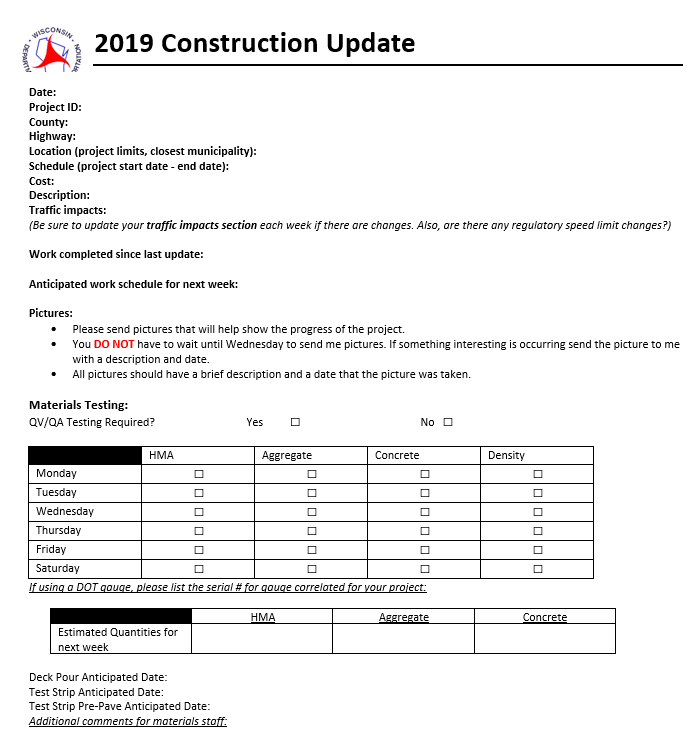 WISCONSIN
2019 Construction Update
Date:
Project ID:
County:
Highway:
Location (project limits, closest municipality):
Schedule (project start date - end date):
Cost:
Description:
Traffic impacts:
(Be sure to update your traffic impacts section each week if there are changes. Also, are there any regulatory speed limit changes?)
Work completed since last update:
Anticipated work schedule for next week:
Pictures:
• Please send pictures that will help show the progress of the project.
• You DO NOT have to wait until Wednesday to send me pictures. If something interesting is occurring send the picture to me
with a description and date.
• All pictures should have a brief description and a date that the picture was taken.
Materials Testing:
QV/QA Testing Required? Yes ☐ No ☐
HMA Aggregate Concrete Density
Monday ☐ ☐ ☐ ☐
Tuesday ☐ ☐ ☐ ☐
Wednesday ☐ ☐ ☐ ☐
Thursday ☐ ☐ ☐ ☐
Friday ☐ ☐ ☐ ☐
Saturday ☐ ☐ ☐ ☐
If using a DOT gauge, please list the serial # for gauge correlated for your project:
HMA Aggregate Concrete
Estimated Quantities for
next week
Deck Pour Anticipated Date:
Test Strip Anticipated Date:
Test Strip Pre-Pave Anticipated Date:
Additional comments for materials staff: